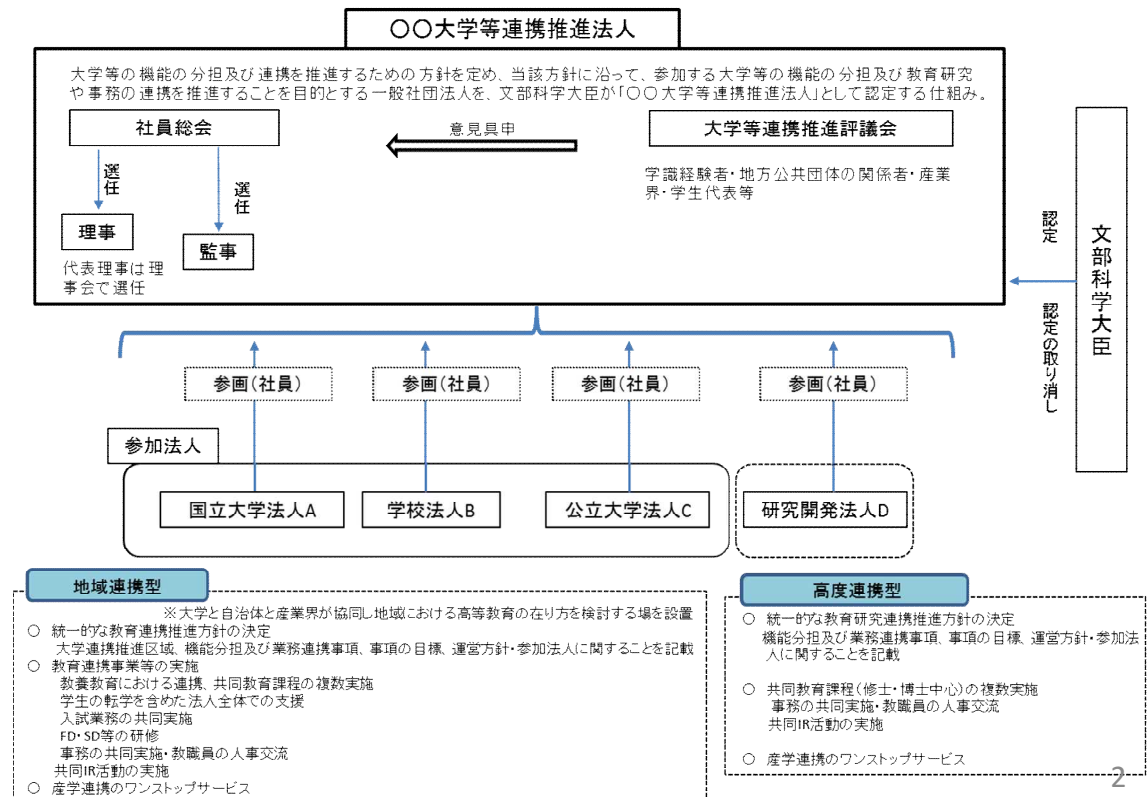 〇〇大学等連携推進法人
大学等の機能の分担及び連携を推進するための方針を定め、当該方針に沿って、参加する大学等の機能の分担及び教育研究
や事務の連携を推進することを目的とする一般社団法人を、文部科学大臣が「〇〇大学等連携推進法人」として認定する仕組み。
社員総会
意見具申
大学等連携推進評議会
学識経験者・地方公共団体の関係者・産業
界・学生代表等
選任
選任
理事
監事
代表理事は理
事会で選任
認定
認定の取り消し
文部科学大臣
参画(社員)
参画(社員)
参画(社員)
参画(社員)
参加法人
国立大学法人A
学校法人B
公立大学法人C
研究開発法人D
地域連携型
※大学と自治体と産業界が協同し地域における高等教育の在り方を検討する場を設置
〇 統一的な教育連携推進方針の決定
大学連携推進区域、機能分担及び業務連携事項、事項の目標、運営方針・参加法人に関することを記載
〇 教育連携事業等の実施
教養教育における連携、共同教育課程の複数実施
学生の転学を含めた法人全体での支援
入試業務の共同実施
FD・SD等の研修
事務の共同実施・教職員の人事交流
共同IR活動の実施
〇 産学連携のワンストップサービス
高度連携型
〇 統一的な教育研究連携推進方針の決定
機能分担及び業務連携事項、事項の目標、運営方針・参加法
人に関することを記載
〇 共同教育課程(修士・博士中心)の複数実施
事務の共同実施・教職員の人事交流
共同IR活動の実施
〇 産学連携のワンストップサービス
2